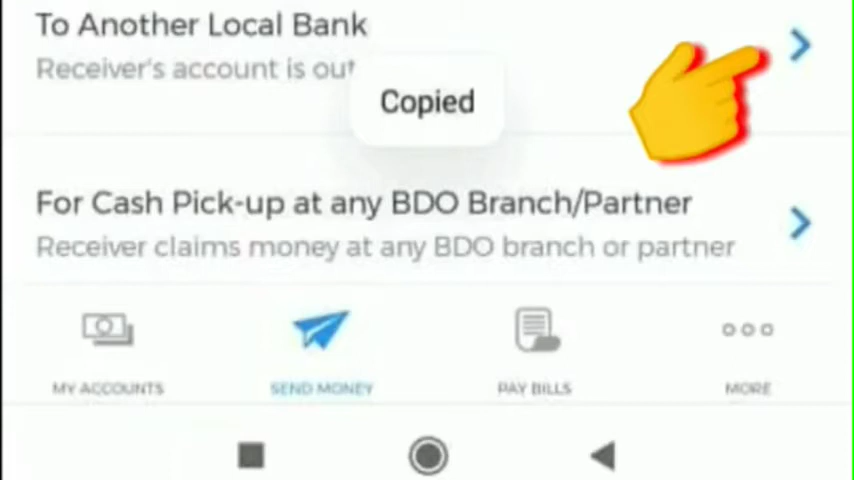 To Another Local Bank
Receiver's account is out
Copied
For Cash Pick-up at any BDO Branch/Partner
Receiver claims money at any BDO branch or partner
MY ACCOUNTS
SEND MONEY
PAY BILLS
MORE